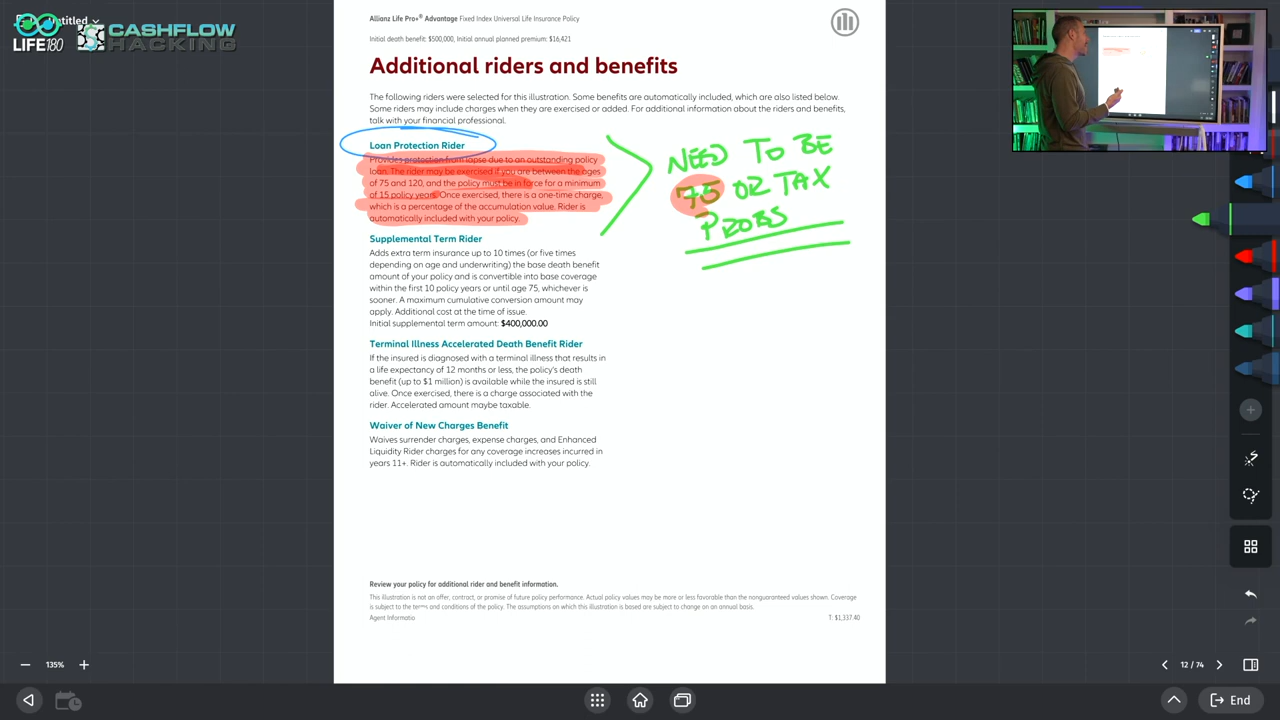 Untitled
LIFE180
CASHFLOW
HACKING
Allianz Life Pro+® Advantage Fixed Index Universal Life Insurance Policy
Initial death benefit: $500,000, Initial annual planned premium: $16,421
Additional riders and benefits
The following riders were selected for this illustration. Some benefits are automatically included, which are also listed below.
Some riders may include charges when they are exercised or added. For additional information about the riders and benefits,
talk with your financial professional.
Loan Protection Rider
Provides protection from lapse due to an outstanding policy
loan. The rider may be exercised if you are between the ages
of 75 and 120, and the policy must be in force for a minimum
of 15 policy years. Once exercised, there is a one-time charge,
which is a percentage of the accumulation value. Rider is
automatically included with your policy.
NEED TO BE
75 OR TAX
PROBS
Supplemental Term Rider
Adds extra term insurance up to 10 times (or five times
depending on age and underwriting) the base death benefit
amount of your policy and is convertible into base coverage
within the first 10 policy years or until age 75, whichever is
sooner. A maximum cumulative conversion amount may
apply. Additional cost at the time of issue.
Initial supplemental term amount: $400,000.00
Terminal Illness Accelerated Death Benefit Rider
If the insured is diagnosed with a terminal illness that results in
a life expectancy of 12 months or less, the policy's death
benefit (up to $1 million) is available while the insured is still
alive. Once exercised, there is a charge associated with the
rider. Accelerated amount maybe taxable.
Waiver of New Charges Benefit
Waives surrender charges, expense charges, and Enhanced
Liquidity Rider charges for any coverage increases incurred in
years 11+. Rider is automatically included with your policy.
Review your policy for additional rider and benefit information.
This illustration is not an offer, contract, or promise of future policy performance. Actual policy values may be more or less favorable than the nonguaranteed values shown. Coverage
is subject to the terms and conditions of the policy. The assumptions on which this illustration is based are subject to change on an annual basis.
Agent Informatio
T: $1,337.40
135%
12 / 74
End